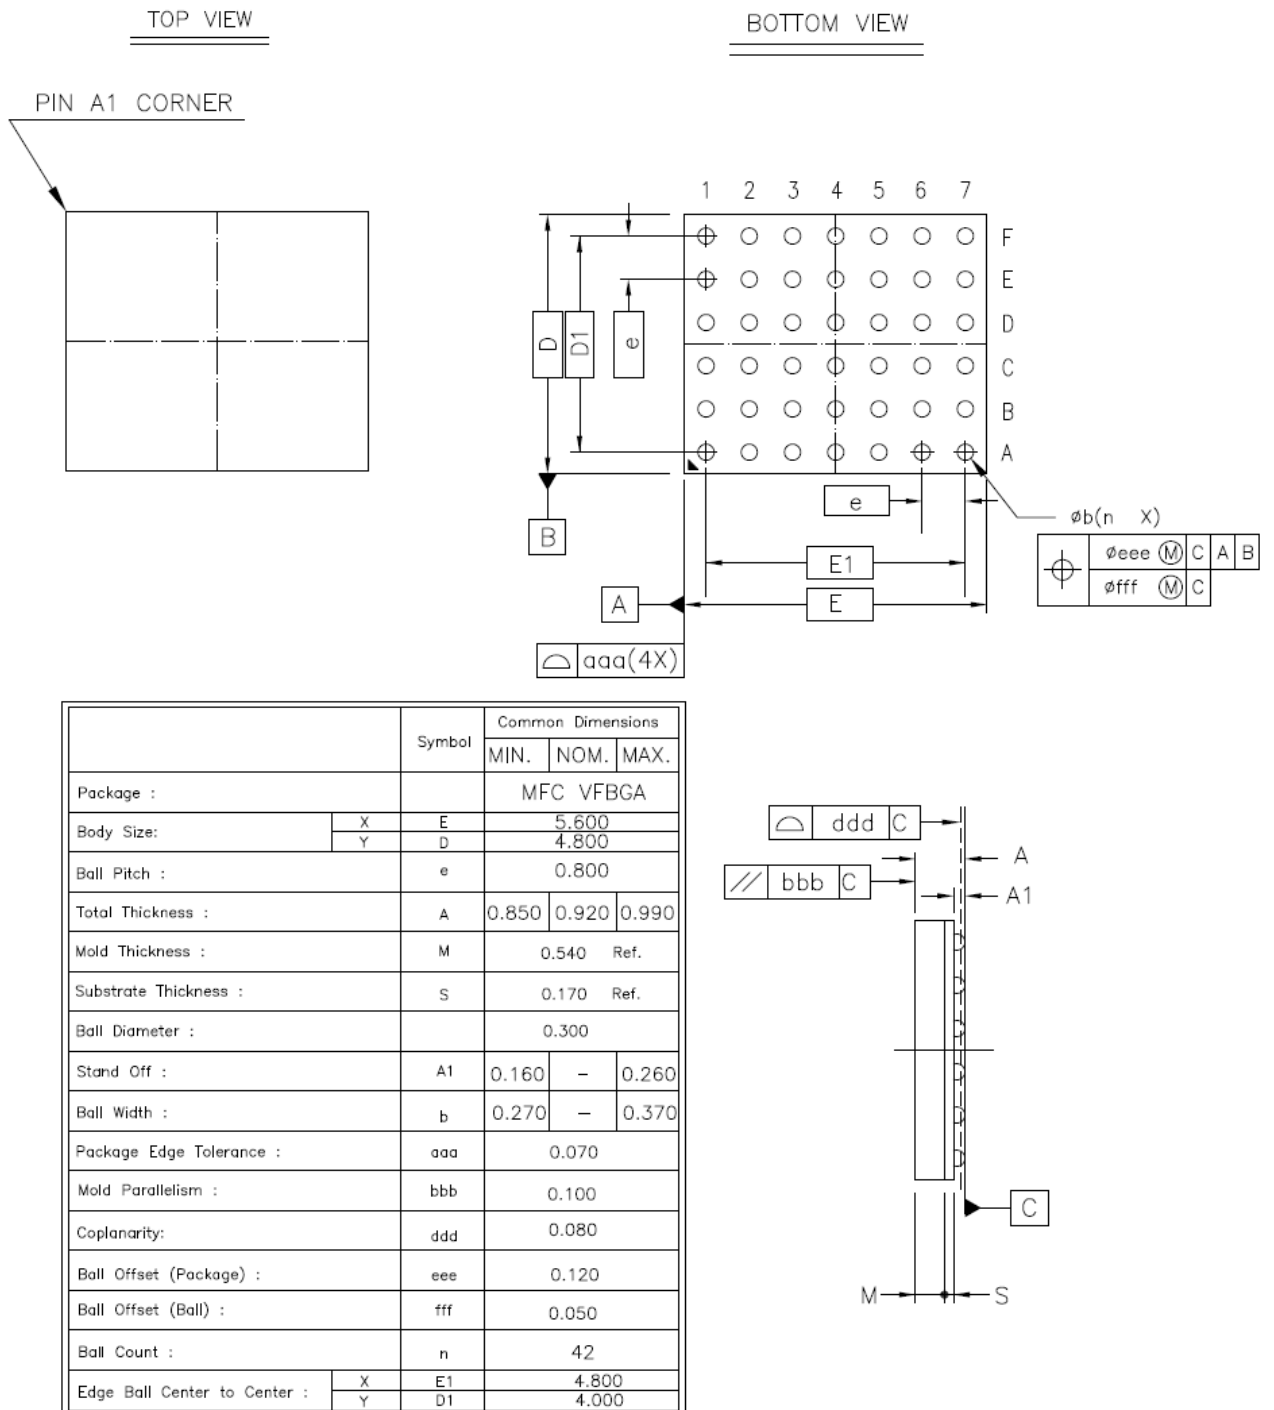 TOP VIEW
BOTTOM VIEW
PIN A1 CORNER
1 2 3 4 5 6 7
F
E
D
C
B
A
D
D1
e
B
e
E1
E
A
aaa(4X)
øb(n X)
øeee Ⓜ C A B
øfff Ⓜ C
Symbol
Common Dimensions
MIN. NOM. MAX.
Package : MFC VFBGA
Body Size: X E 5.600
Y D 4.800
Ball Pitch : e 0.800
Total Thickness : A 0.850 0.920 0.990
Mold Thickness : M 0.540 Ref.
Substrate Thickness : S 0.170 Ref.
Ball Diameter : 0.300
Stand Off : A1 0.160 – 0.260
Ball Width : b 0.270 – 0.370
Package Edge Tolerance : aaa 0.070
Mold Parallelism : bbb 0.100
Coplanarity: ddd 0.080
Ball Offset (Package) : eee 0.120
Ball Offset (Ball) : fff 0.050
Ball Count : n 42
Edge Ball Center to Center : X E1 4.800
Y D1 4.000
ddd C
A
// bbb C
A1
C
M
S